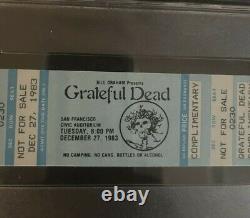 BILL GRAHAM Presents
Grateful Dead
SAN FRANCISCO
CIVIC AUDITORIUM
TUESDAY, 8:00 PM
DECEMBER 27, 1983
NO CAMPING, NO CANS, BOTTLES OR ALCOHOL
0230
NOT FOR SALE
DEC 27, 1983
PRICE
COMPLIMENTARY
0230
NOT FOR SALE
GRATEFUL DEAD